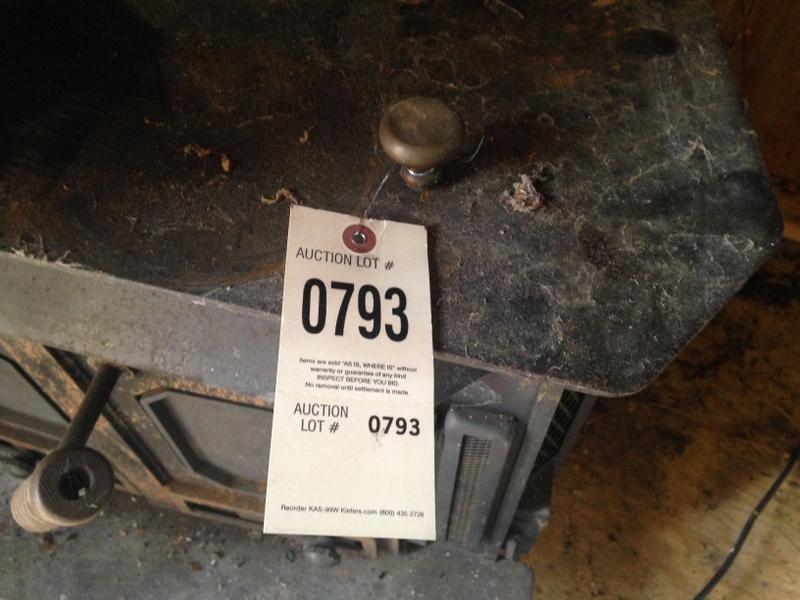 AUCTION LOT #
0793
Items are sold "AS IS, WHERE IS" without
warranty or guarantee of any kind
INSPECT BEFORE YOU BID.
No removal until settlement is made.
AUCTION
LOT # 0793
Reorder KAS-99W Kiefers.com (800) 435-2726